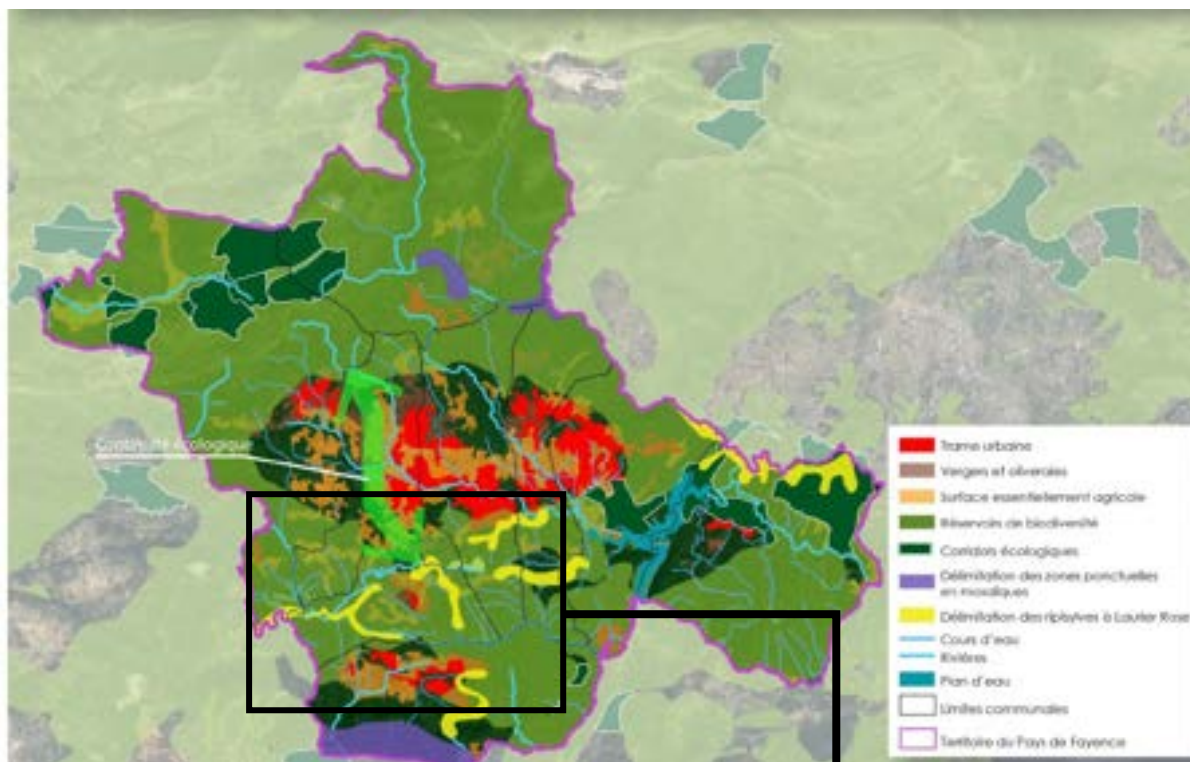 Continuité écologique
Trame urbaine
Vergers et oliveraies
Surface essentiellement agricole
Réservoirs de biodiversité
Corridors écologiques
Délimitation des zones ponctuelles
en mosaïques
Délimitation des ripisylves à Laurier Rose
Cours d'eau
Rivières
Plan d'eau
Limites communales
Territoire du Pays de Fayence